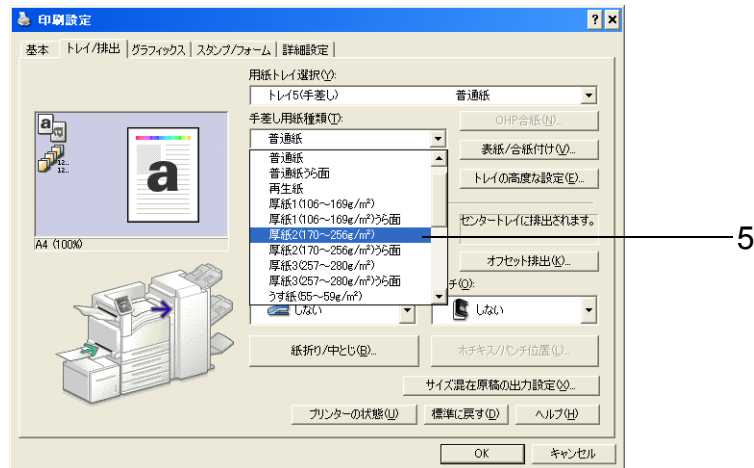 印刷設定
基本 トレイ/排出 グラフィックス スタンプ/フォーム 詳細設定
用紙トレイ選択(Y):
トレイ5(手差し) 普通紙
手差し用紙種類(T):
普通紙
OHP合紙(N)...
表紙/合紙付け(V)...
トレイの高度な設定(E)...
普通紙
普通紙うら面
再生紙
厚紙1(106～169g/m²)
厚紙1(106～169g/m²)うら面
厚紙2(170～256g/m²)
厚紙2(170～256g/m²)うら面
厚紙3(257～280g/m²)
厚紙3(257～280g/m²)うら面
うす紙(55～59g/m²)
5
センタートレイに排出されます。
オフセット排出(K)...
チ(O):
しない
しない
a
a
12..
12..
a
A4 (100%)
紙折り/中とじ(B)...
ホチキス/パンチ位置(L)...
サイズ混在原稿の出力設定(X)...
プリンターの状態(U) 標準に戻す(D) ヘルプ(H)
OK キャンセル